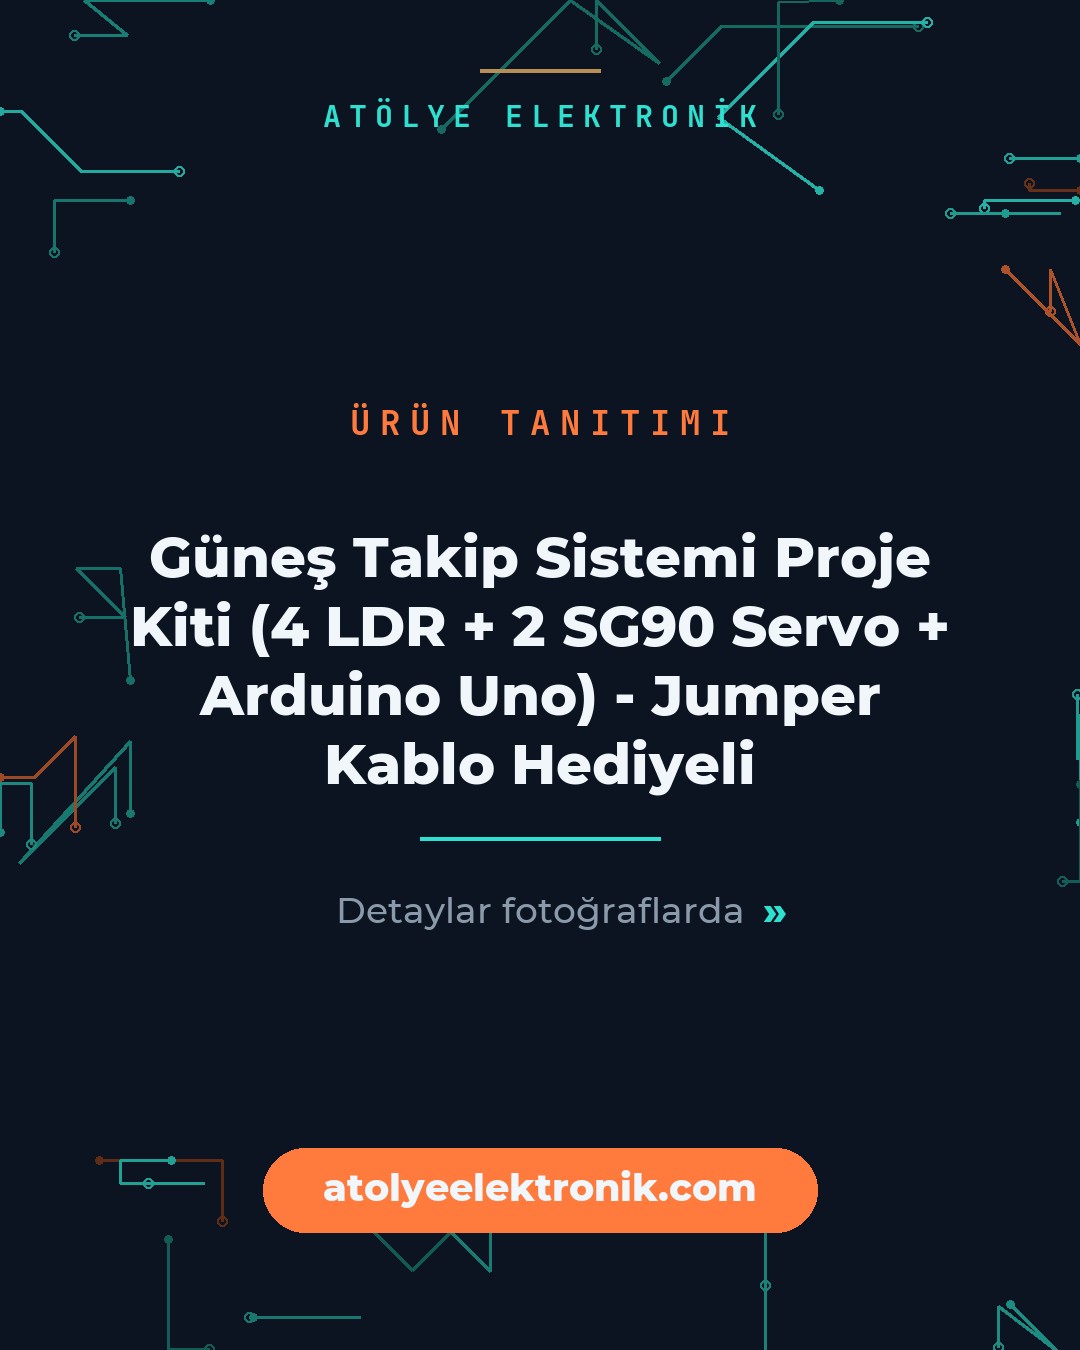 ATÖLYE ELEKTRONİK
ÜRÜN TANITIMI
Güneş Takip Sistemi Proje
Kiti (4 LDR + 2 SG90 Servo +
Arduino Uno) - Jumper
Kablo Hediyeli
Detaylar fotoğraflarda »
atolyeelektronik.com